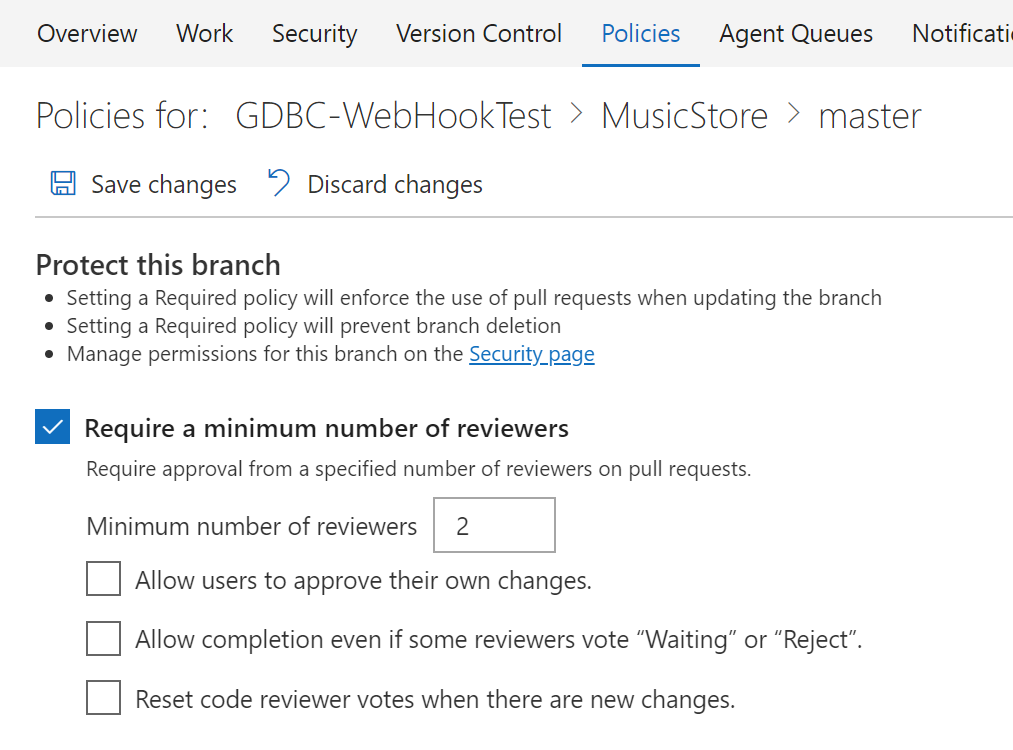 Overview Work Security Version Control Policies Agent Queues
Policies for: GDBC-WebHookTest > MusicStore > master
Save changes Discard changes
Protect this branch
• Setting a Required policy will enforce the use of pull requests when updating the branch
• Setting a Required policy will prevent branch deletion
• Manage permissions for this branch on the Security page
Require a minimum number of reviewers
Require approval from a specified number of reviewers on pull requests.
Minimum number of reviewers 2
Allow users to approve their own changes.
Allow completion even if some reviewers vote “Waiting” or “Reject”.
Reset code reviewer votes when there are new changes.